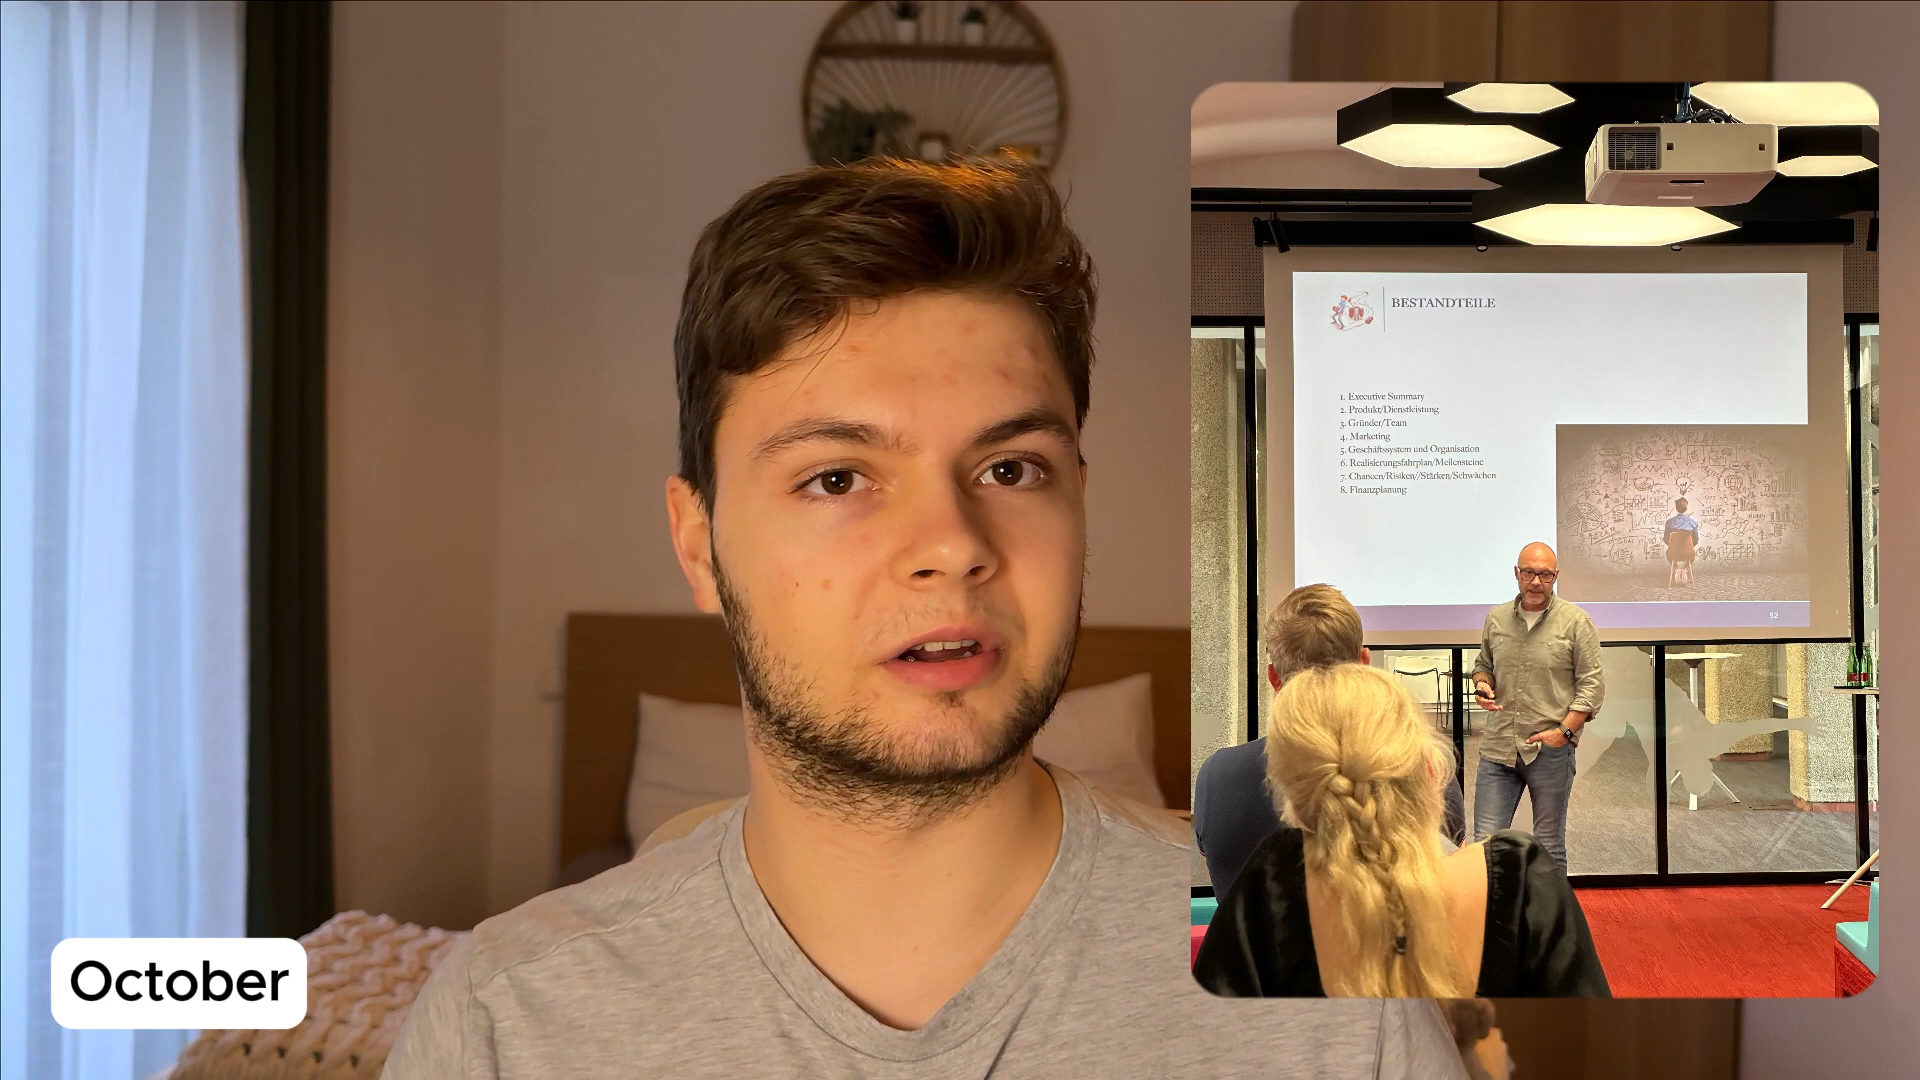 BESTANDTEILE
1. Executive Summary
2. Produkt/Dienstleistung
3. Gründer/Team
4. Marketing
5. Geschäftssystem und Organisation
6. Realisierungsfahrplan/Meilensteine
7. Chancen/Risiken//Stärken/Schwächen
8. Finanzplanung
52
October